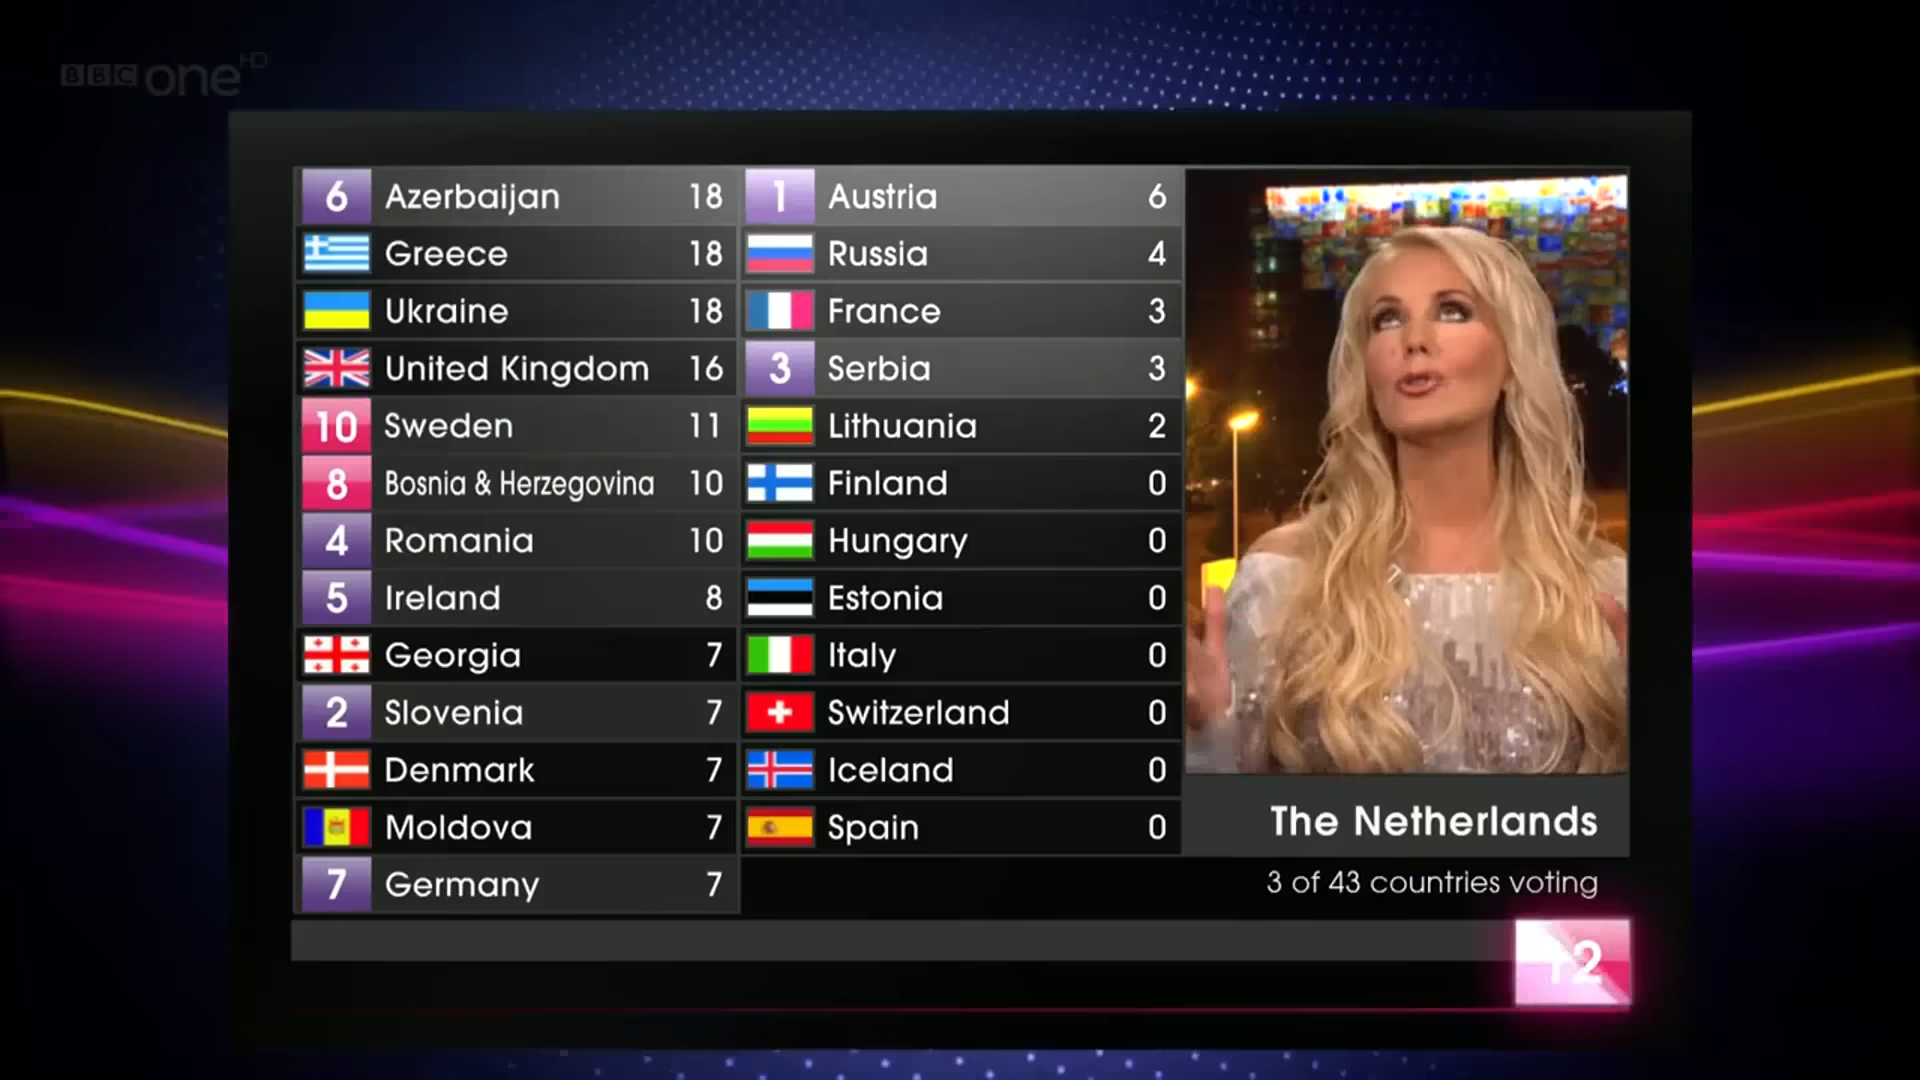 BBC one HD
6 Azerbaijan 18
Greece 18
Ukraine 18
United Kingdom 16
10 Sweden 11
8 Bosnia & Herzegovina 10
4 Romania 10
5 Ireland 8
Georgia 7
2 Slovenia 7
Denmark 7
Moldova 7
7 Germany 7
1 Austria 6
Russia 4
France 3
3 Serbia 3
Lithuania 2
Finland 0
Hungary 0
Estonia 0
Italy 0
Switzerland 0
Iceland 0
Spain 0
The Netherlands
3 of 43 countries voting
12